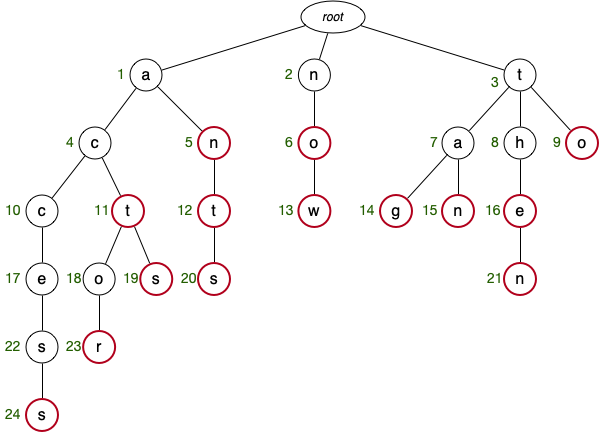 root
1 a 2 n 3 t
4 c 5 n 6 o 7 a 8 h 9 o
10 c 11 t 12 t 13 w 14 g 15 n 16 e
17 e 18 o 19 s 20 s 21 n
22 s 23 r
24 s